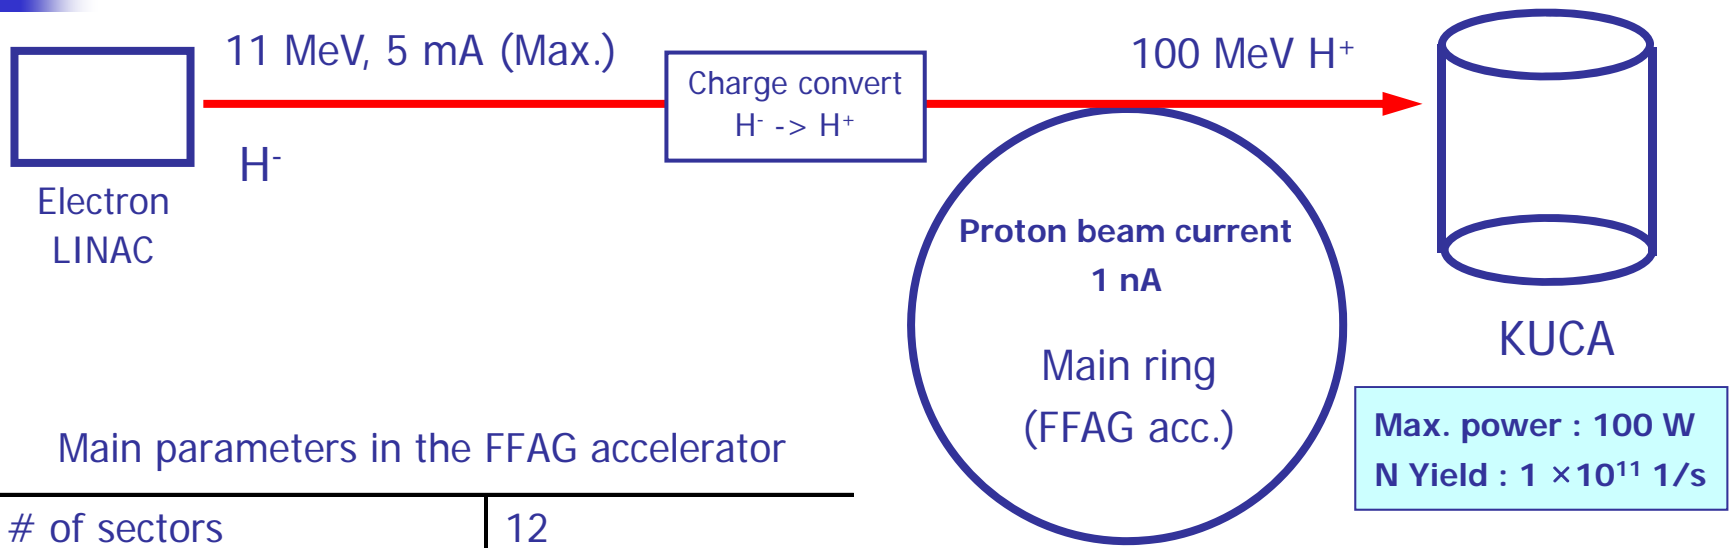 11 MeV, 5 mA (Max.)
H⁻
Electron
LINAC
Charge convert
H⁻ -> H⁺
100 MeV H⁺
Proton beam current
1 nA
Main ring
(FFAG acc.)
KUCA
Max. power : 100 W
N Yield : 1 ×10¹¹ 1/s
Main parameters in the FFAG accelerator
# of sectors 12